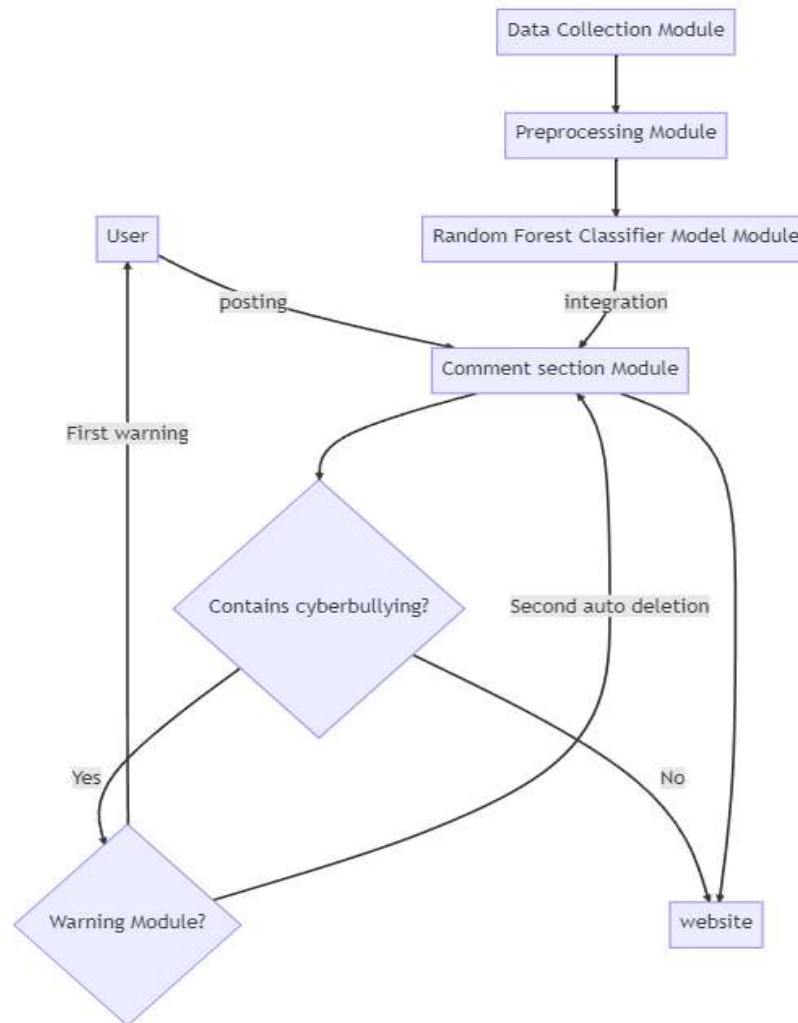 Data Collection Module
Preprocessing Module
User
Random Forest Classifier Model Module
posting
integration
Comment section Module
First warning
Contains cyberbullying?
Second auto deletion
Yes
No
Warning Module?
website